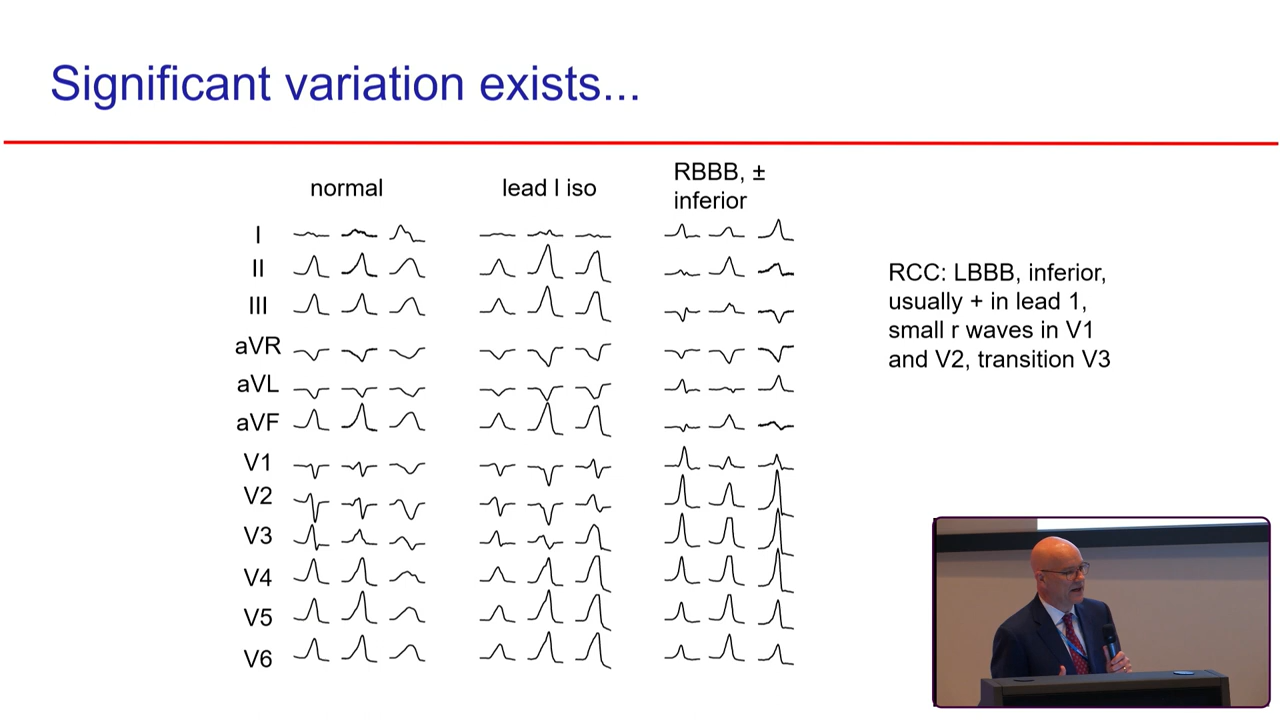 Significant variation exists...
normal
lead I iso
RBBB, ±
inferior
I
II
III
aVR
aVL
aVF
V1
V2
V3
V4
V5
V6
RCC: LBBB, inferior,
usually + in lead 1,
small r waves in V1
and V2, transition V3